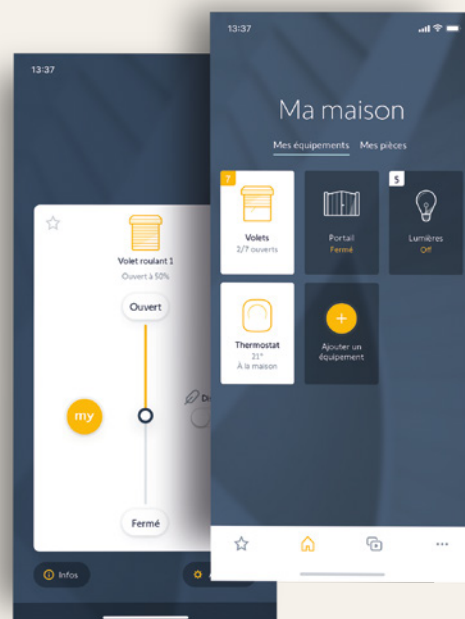 13:37
Volet roulant 1
Ouvert à 50%
Ouvert
my
Fermé
Infos
13:37
Ma maison
Mes équipements Mes pièces
7
Volets
2/7 ouverts
Portail
Fermé
5
Lumières
Off
Thermostat
21°
À la maison
Ajouter un
équipement